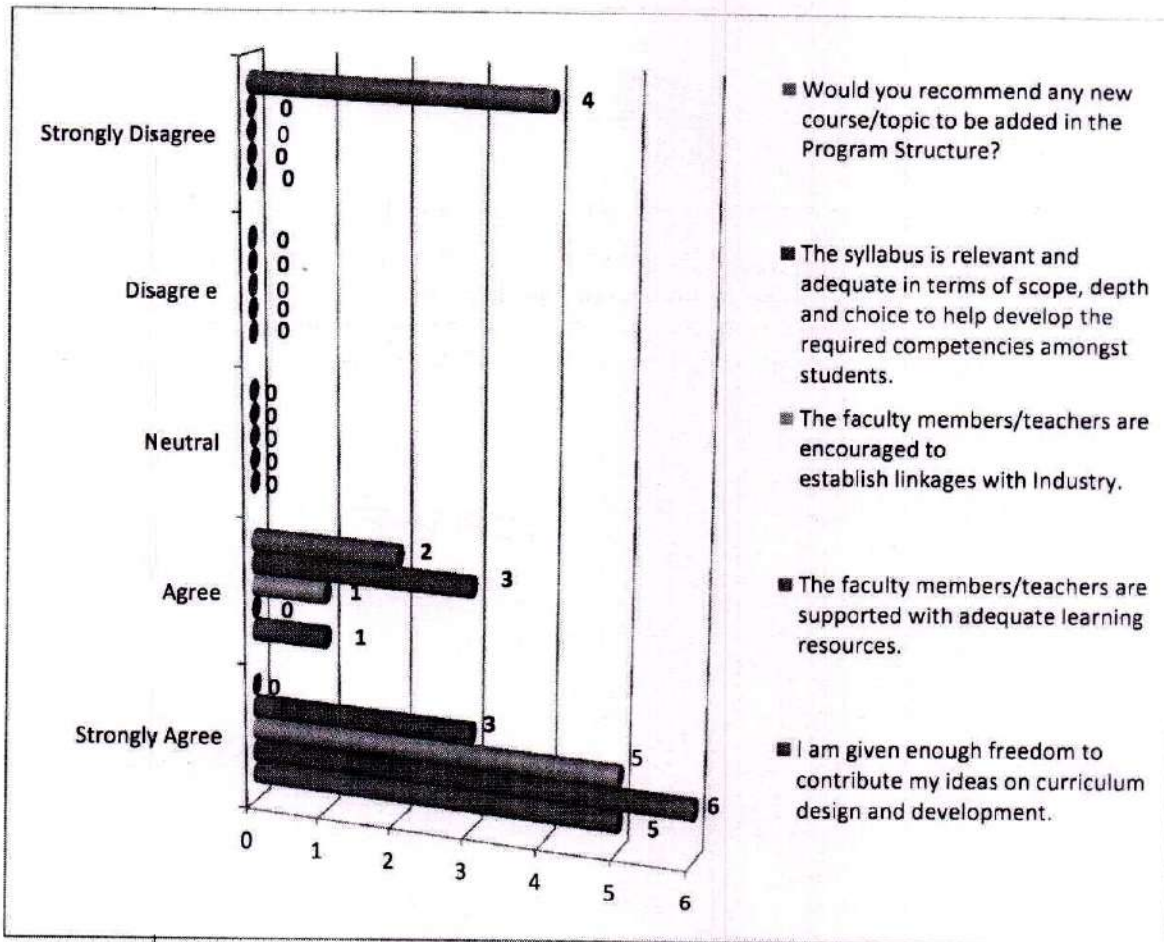 Strongly Disagree
4
0
0
0
0
Disagre e
0
0
0
0
0
Neutral
0
0
0
0
0
Agree
2
3
1
0
1
Strongly Agree
0
3
5
6
5
0
1
2
3
4
5
6
Would you recommend any new
course/topic to be added in the
Program Structure?
The syllabus is relevant and
adequate in terms of scope, depth
and choice to help develop the
required competencies amongst
students.
The faculty members/teachers are
encouraged to
establish linkages with Industry.
The faculty members/teachers are
supported with adequate learning
resources.
I am given enough freedom to
contribute my ideas on curriculum
design and development.